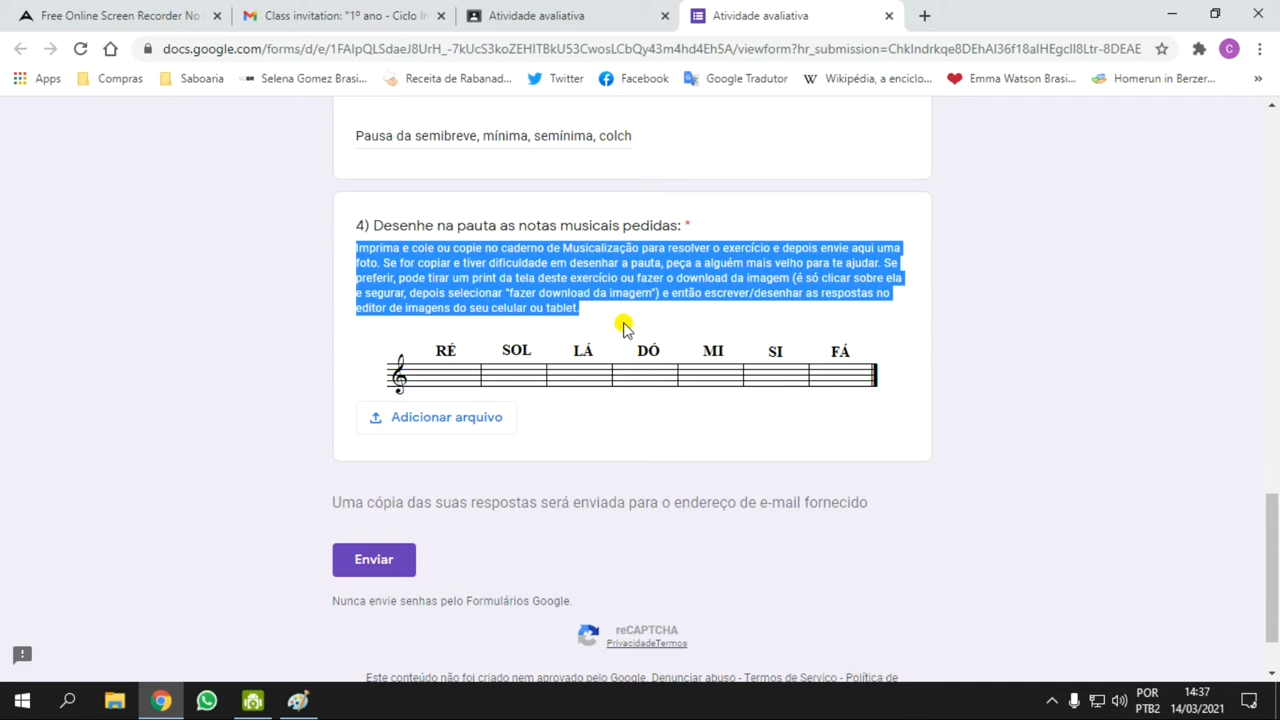 Free Online Screen Recorder No
Class invitation: "1º ano - Ciclo In
Atividade avaliativa
Atividade avaliativa
docs.google.com/forms/d/e/1FAIpQLSdaeJ8UrH_-7kUcS3koZEHITBkU53CwosLCbQy43m4hd4Eh5A/viewform?hr_submission=ChkIndrkqe8DEhAI36f18aIHEgcIl8Ltr-8DEAE
Apps
Compras
Saboaria
Selena Gomez Brasi...
Receita de Rabanad...
Twitter
Facebook
Google Tradutor
Wikipédia, a enciclo...
Emma Watson Brasi...
Homerun in Berzer...
»
Pausa da semibreve, mínima, semínima, colch
4) Desenhe na pauta as notas musicais pedidas: *
Imprima e cole ou copie no caderno de Musicalização para resolver o exercício e depois envie aqui uma
foto. Se for copiar e tiver dificuldade em desenhar a pauta, peça a alguém mais velho para te ajudar. Se
preferir, pode tirar um print da tela deste exercício ou fazer o download da imagem (é só clicar sobre ela
e segurar, depois selecionar "fazer download da imagem") e então escrever/desenhar as respostas no
editor de imagens do seu celular ou tablet.
RÉ SOL LÁ DÓ MI SI FÁ
Adicionar arquivo
Uma cópia das suas respostas será enviada para o endereço de e-mail fornecido
Enviar
Nunca envie senhas pelo Formulários Google.
reCAPTCHA
PrivacidadeTermos
Este conteúdo não foi criado nem aprovado pelo Google. Denunciar abuso - Termos de Serviço - Política de
POR
PTB2
14:37
14/03/2021